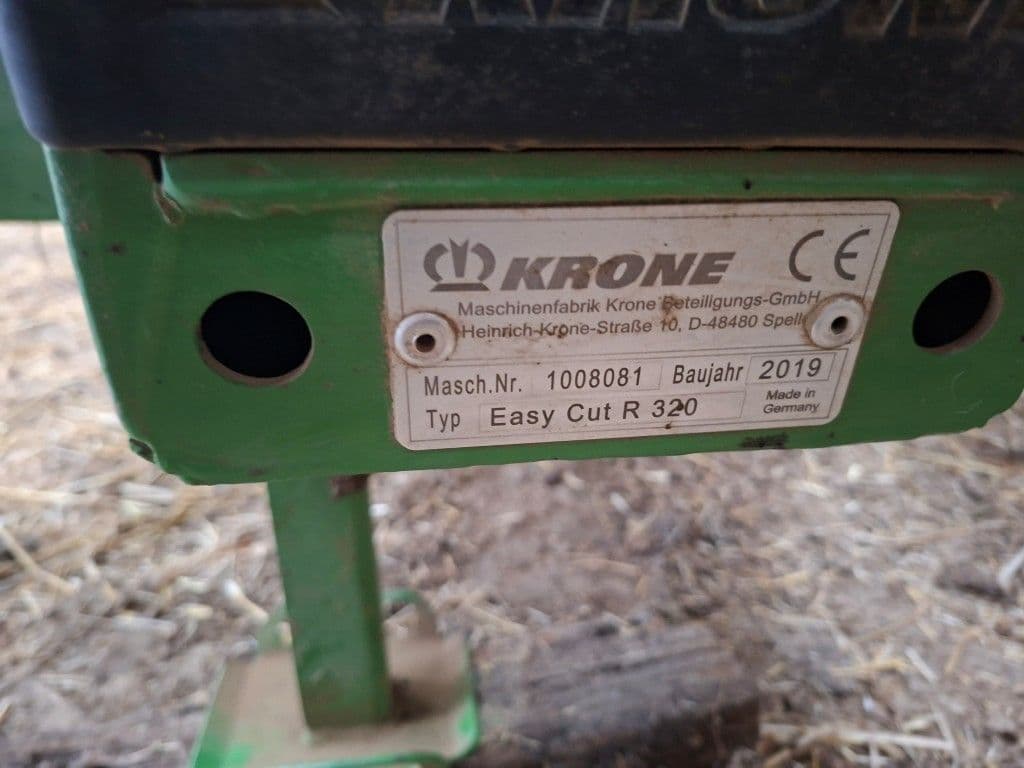 KRONE CE
Maschinenfabrik Krone Beteiligungs-GmbH
Heinrich-Krone-Straße 10, D-48480 Spelle
Masch.Nr. 1008081 Baujahr 2019
Typ Easy Cut R 320
Made in
Germany